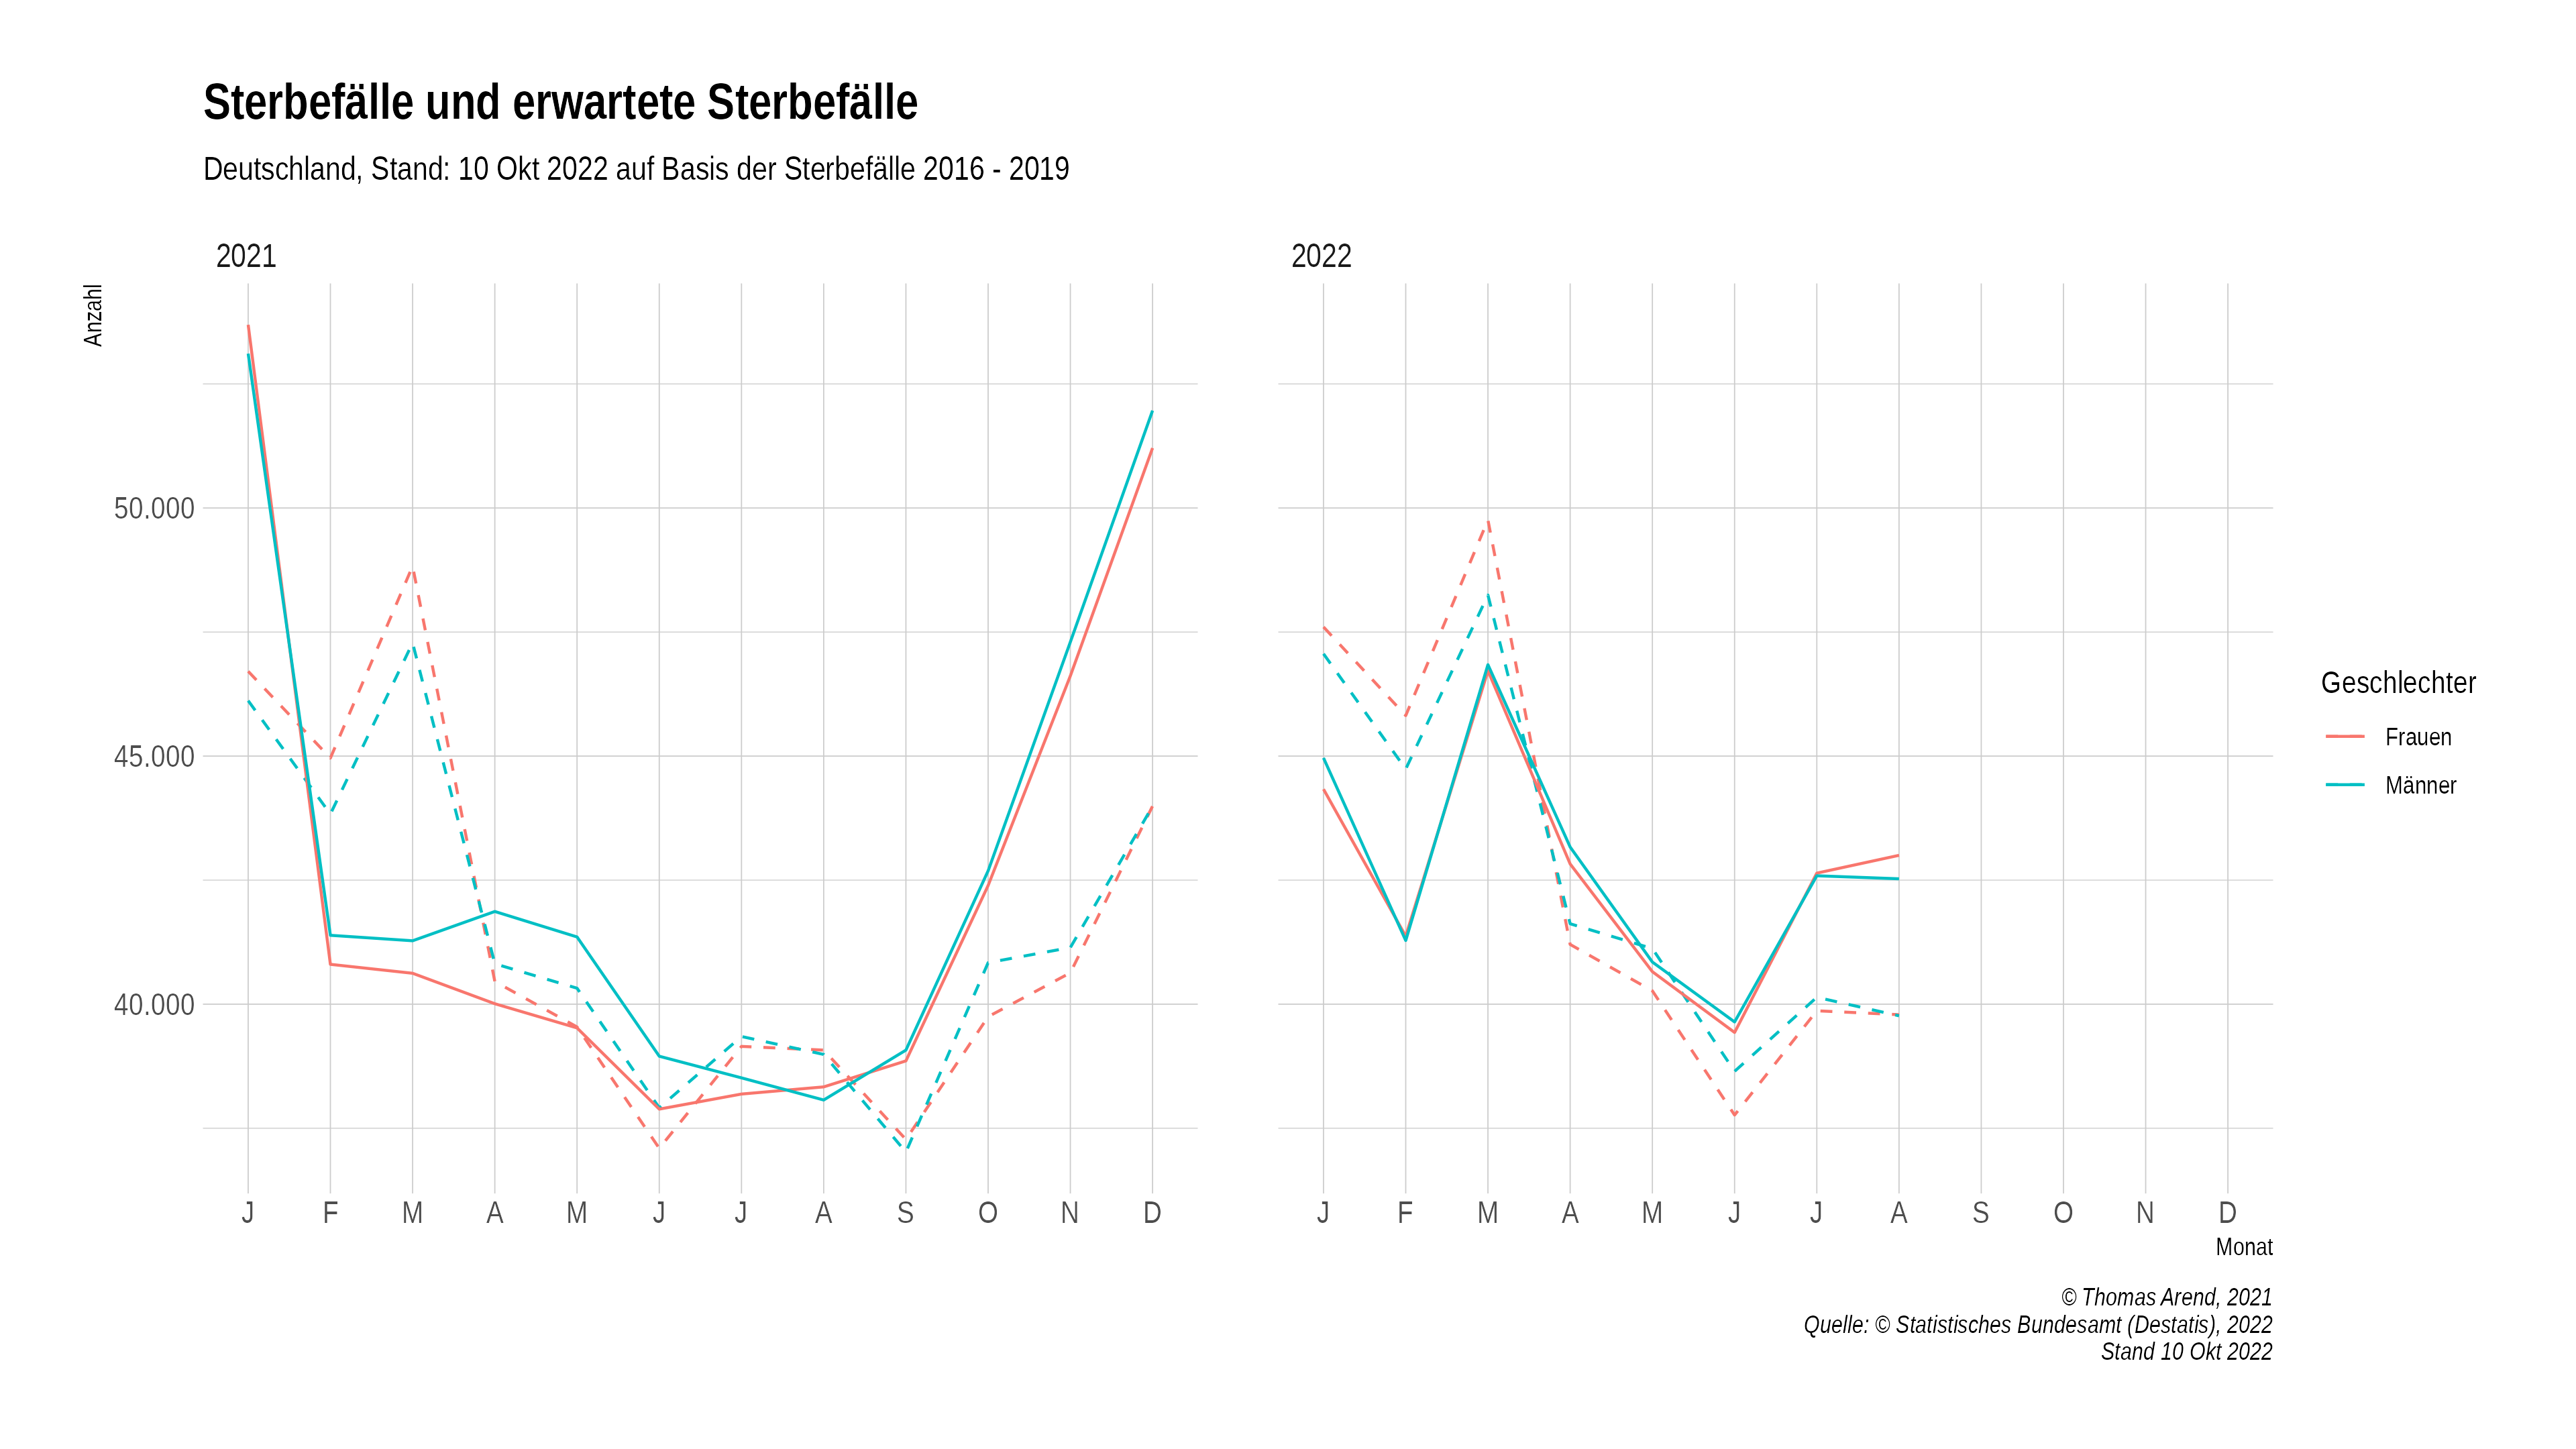 Sterbefälle und erwartete Sterbefälle
Deutschland, Stand: 10 Okt 2022 auf Basis der Sterbefälle 2016 - 2019
2021
2022
Anzahl
50.000
45.000
40.000
J F M A M J J A S O N D
J F M A M J J A S O N D
Monat
Geschlechter
Frauen
Männer
© Thomas Arend, 2021
Quelle: © Statistisches Bundesamt (Destatis), 2022
Stand 10 Okt 2022